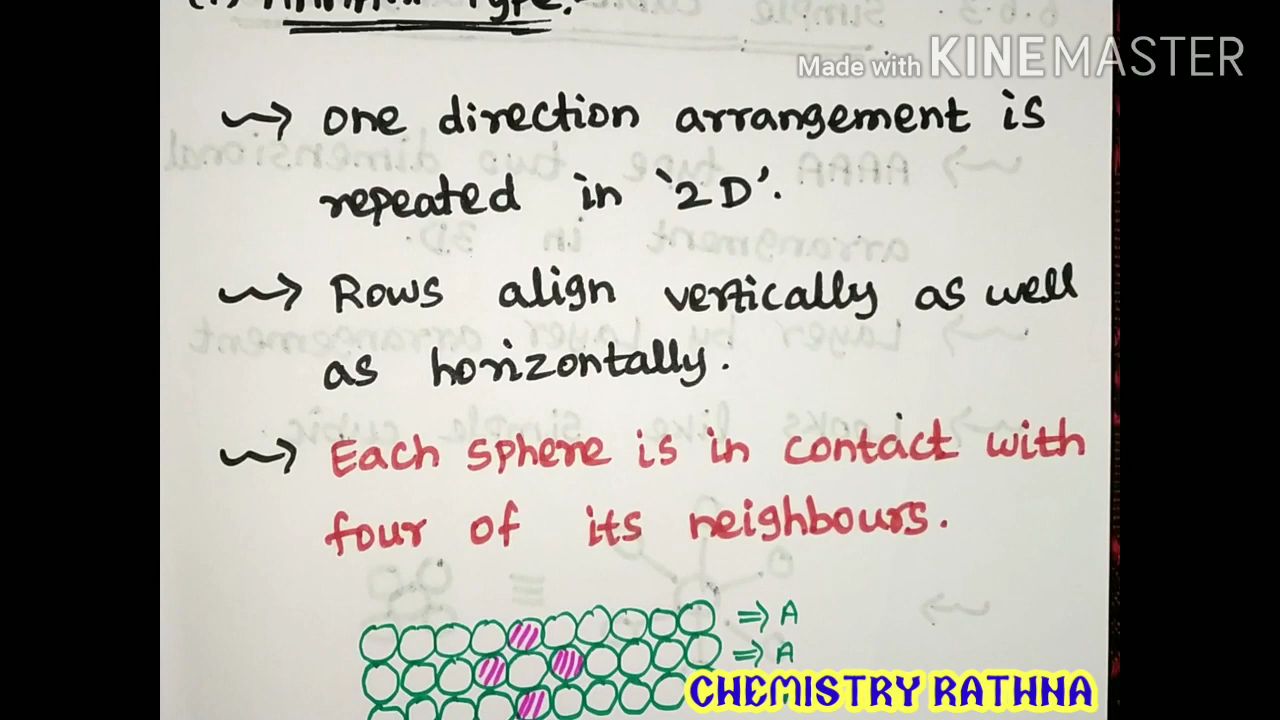 Type:-
Made with KINEMASTER
one direction arrangement is
repeated in '2D'.
Rows align vertically as well
as horizontally.
Each sphere is in contact with
four of its neighbours.
⇒ A
⇒ A
CHEMISTRY RATHNA